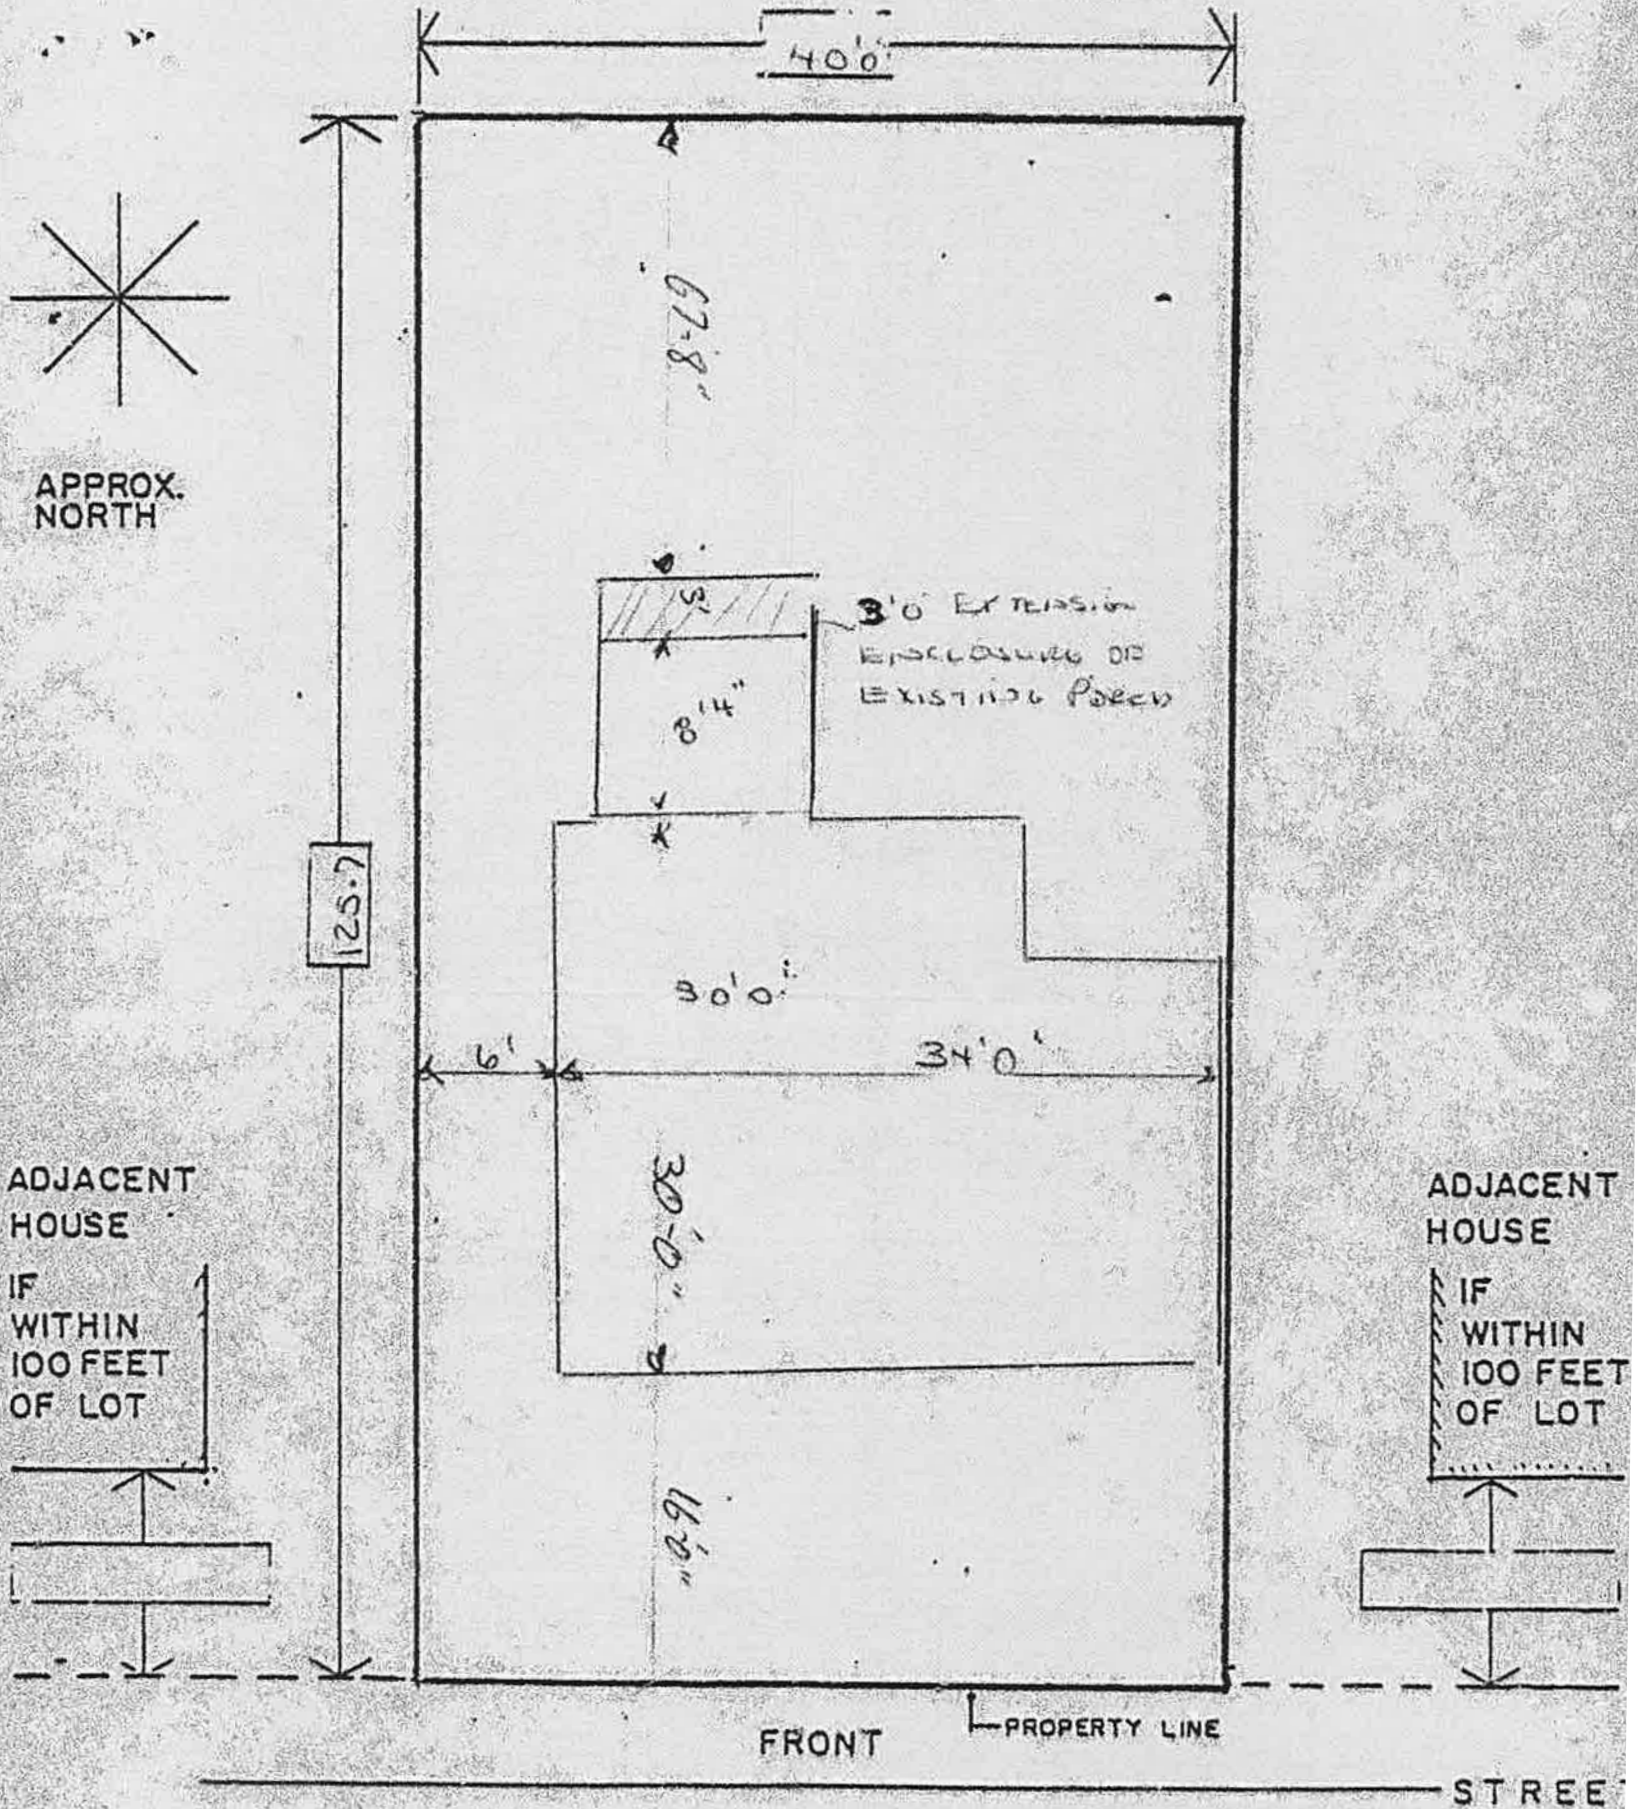 40'0"
67-8"
APPROX.
NORTH
3'0 EXTENSION
ENCLOSURE OF
EXISTING PORCH
8'4"
125.7
30'0"
6'
34'0"
ADJACENT
HOUSE
IF
WITHIN
100 FEET
OF LOT
30'-0"
ADJACENT
HOUSE
IF
WITHIN
100 FEET
OF LOT
16'0"
FRONT
PROPERTY LINE
STREET